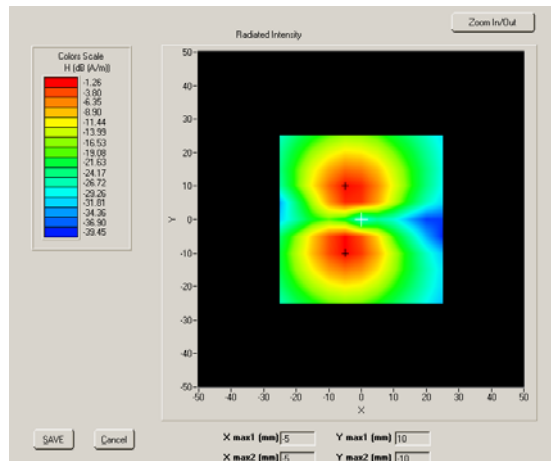 Zoom In/Out
Radiated Intensity
Colors Scale
H (dB (A/m))
-1.26
-3.80
-6.35
-8.90
-11.44
-13.99
-16.53
-19.08
-21.63
-24.17
-26.72
-29.26
-31.81
-34.36
-36.90
-39.45
50
40
30
20
10
0
-10
-20
-30
-40
-50
Y
-50 -40 -30 -20 -10 0 10 20 30 40 50
X
SAVE Cancel
X max1 (mm) -5 Y max1 (mm) 10
X max2 (mm) -5 Y max2 (mm) -10